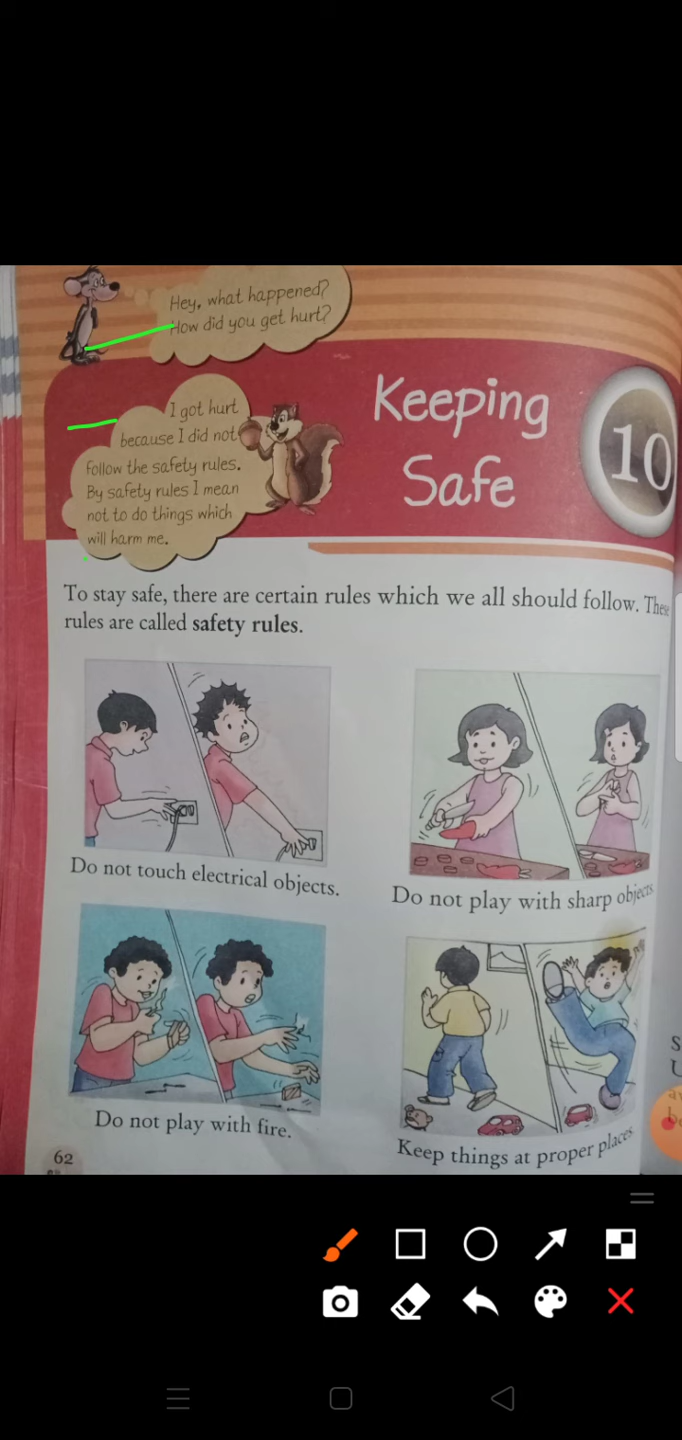 Hey, what happened?
How did you get hurt?
I got hurt
because I did not
follow the safety rules.
By safety rules I mean
not to do things which
will harm me.
Keeping
Safe
10
To stay safe, there are certain rules which we all should follow. These
rules are called safety rules.
Do not touch electrical objects.
Do not play with sharp objects.
Do not play with fire.
Keep things at proper places.
62